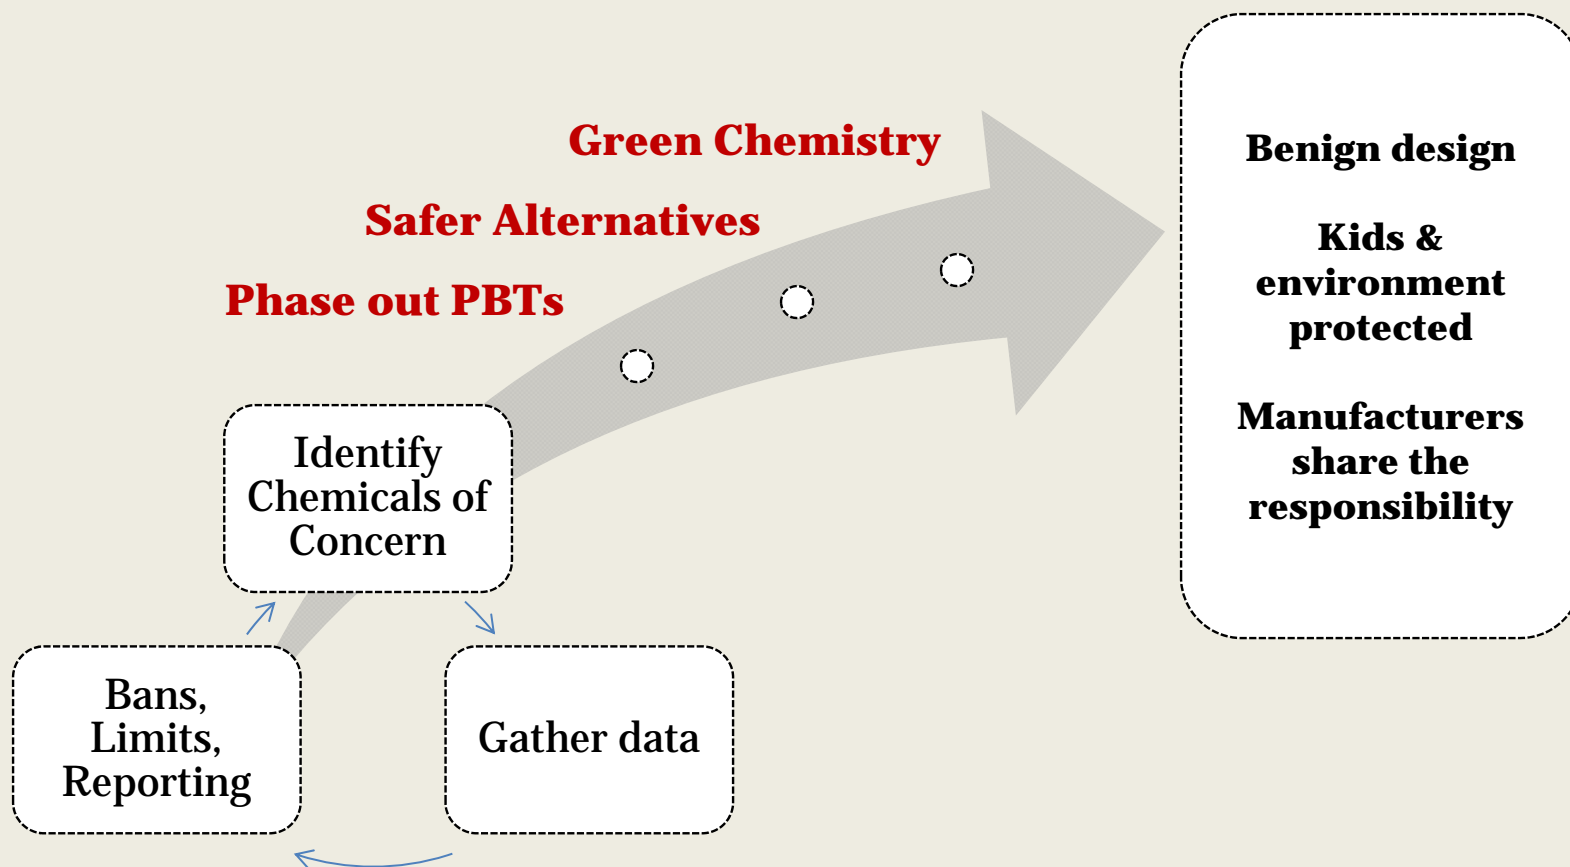 Green Chemistry
Safer Alternatives
Phase out PBTs
Identify
Chemicals of
Concern
Bans,
Limits,
Reporting
Gather data
Benign design
Kids &
environment
protected
Manufacturers
share the
responsibility